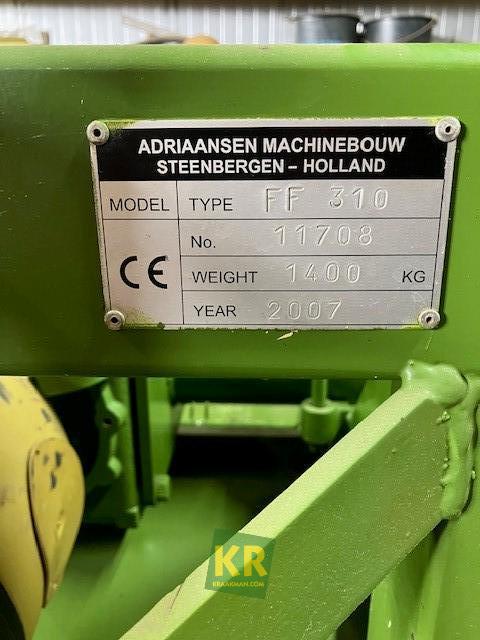 ADRIAANSEN MACHINEBOUW
STEENBERGEN – HOLLAND
MODEL TYPE FF 310
No. 11708
CE WEIGHT 1400 KG
YEAR 2007
KR
KRAAKMAN.COM